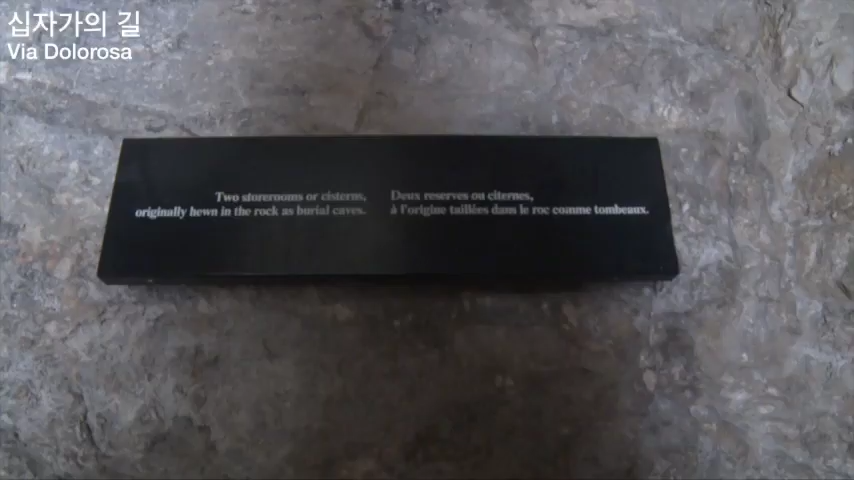 십자가의 길
Via Dolorosa
Two storerooms or cisterns,
originally hewn in the rock as burial caves.
Deux reserves ou citernes,
à l'origine taillées dans le roc comme tombeaux.